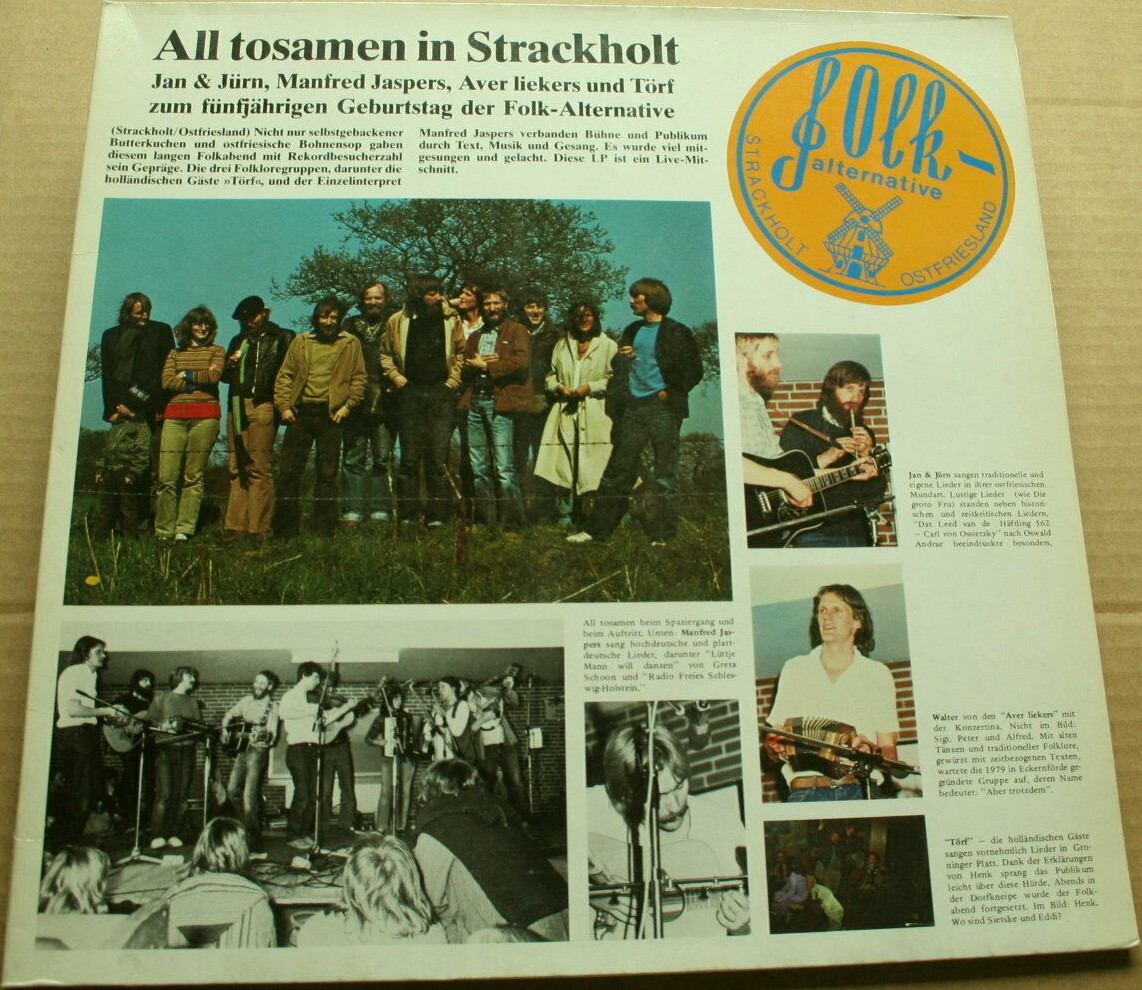 All tosamen in Strackholt
Jan & Jürn, Manfred Jaspers, Aver liekers und Törf
zum fünfjährigen Geburtstag der Folk-Alternative
(Strackholt/Ostfriesland) Nicht nur selbstgebackener
Butterkuchen und ostfriesische Bohnensop gaben
diesem langen Folkabend mit Rekordbesucherzahl
sein Gepräge. Die drei Folkloregruppen, darunter die
holländischen Gäste »Törf«, und der Einzelinterpret
Manfred Jaspers verbanden Bühne und Publikum
durch Text, Musik und Gesang. Es wurde viel mit-
gesungen und gelacht. Diese LP ist ein Live-Mit-
schnitt.
folk-
alternative
STRACKHOLT
OSTFRIESLAND
Jan & Jürn sangen traditionelle und
eigene Lieder in ihrer ostfriesischen
Mundart. Lustige Lieder (wie Die
groto Fru) standen neben histori-
schen und zeitkritischen Liedern.
"Dat Leed van de Häftling 562
– Carl von Ossietzky" nach Oswald
Andrae beeindruckte besonders.
All tosamen beim Spaziergang und
beim Auftritt. Unten: Manfred Jas-
pers sang hochdeutsche und platt-
deutsche Lieder, darunter "Lüttje
Mann will danzen" von Greta
Schoon und "Radio Freies Schles-
wig-Holstein."
Walter von den "Aver liekers" mit
der Konzertina. Nicht im Bild:
Sigi, Peter und Alfred. Mit alten
Tänzen und traditioneller Folklore,
gewürzt mit zeitbezogenen Texten,
wartete die 1979 in Eckernförde ge-
gründete Gruppe auf, deren Name
bedeutet: "Aber trotzdem".
"Törf" – die holländischen Gäste
sangen vornehmlich Lieder in Gro-
ninger Platt. Dank der Erklärungen
von Henk sprang das Publikum
leicht über diese Hürde. Abends in
der Dorfkneipe wurde der Folk-
abend fortgesetzt. Im Bild: Henk.
Wo sind Sietske und Eddi?